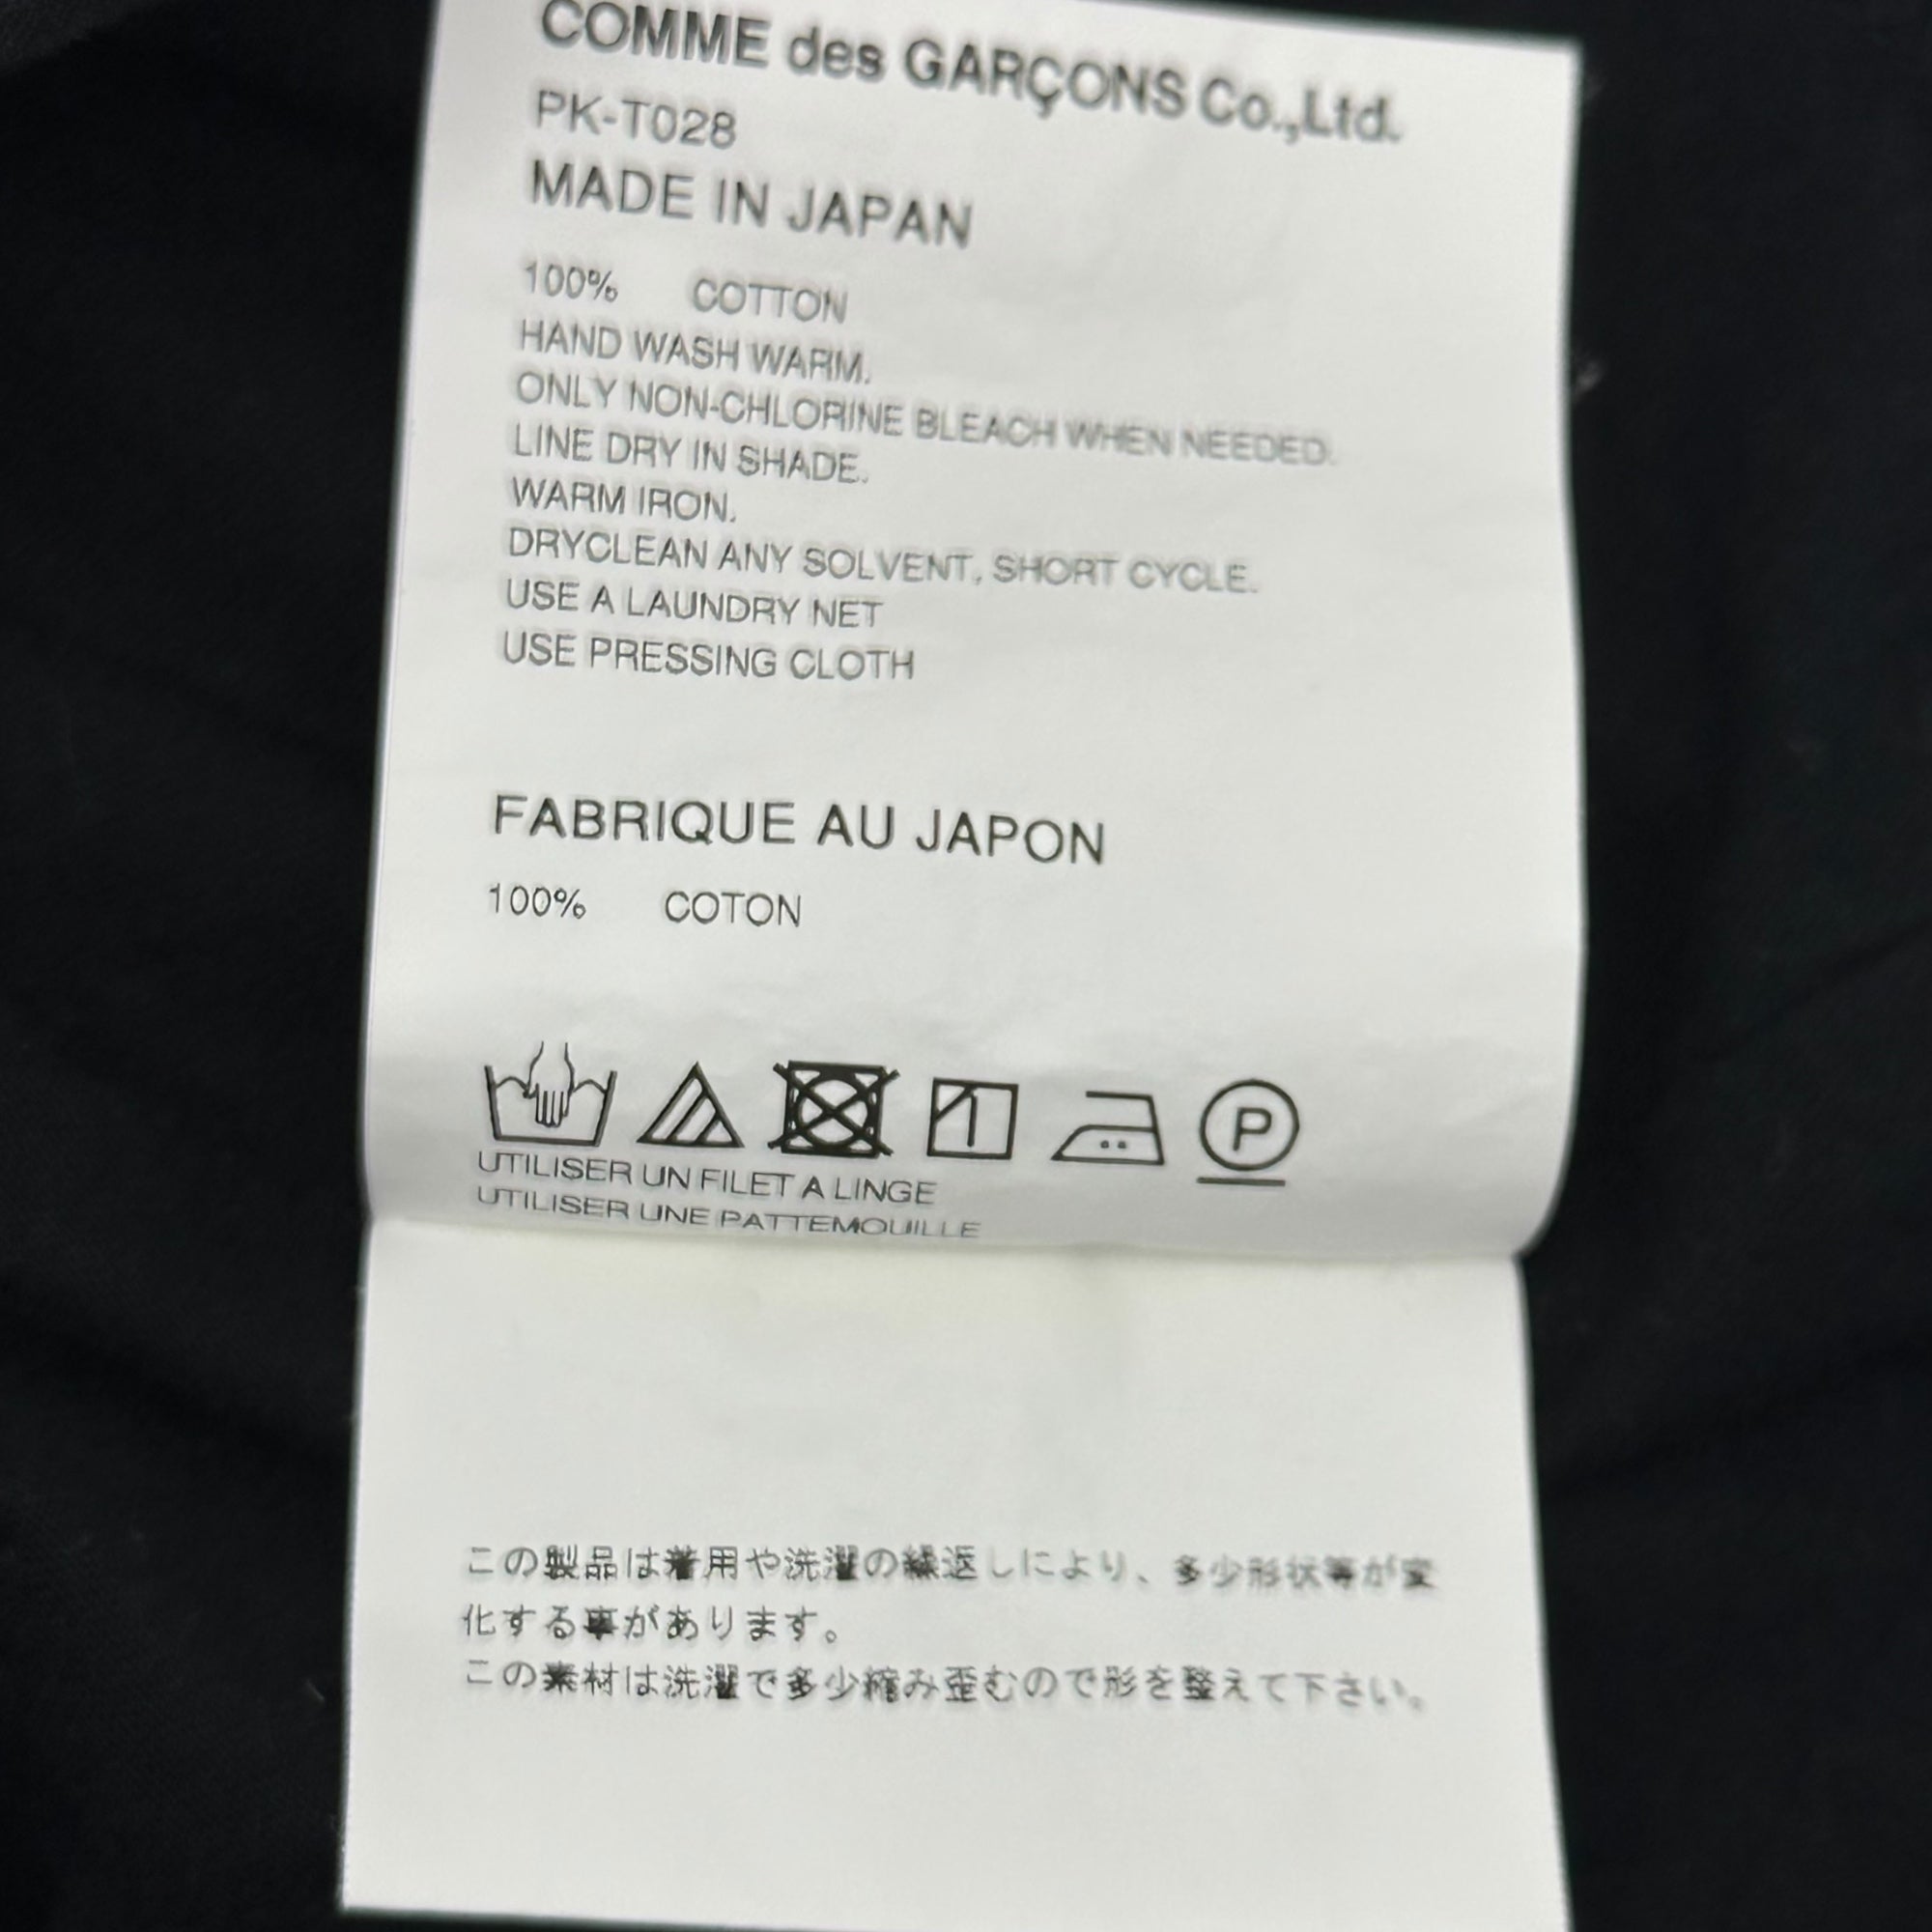 COMME des GARÇONS Co.,Ltd.
PK-T028
MADE IN JAPAN
100% COTTON
HAND WASH WARM.
ONLY NON-CHLORINE BLEACH WHEN NEEDED.
LINE DRY IN SHADE.
WARM IRON.
DRYCLEAN ANY SOLVENT, SHORT CYCLE.
USE A LAUNDRY NET
USE PRESSING CLOTH
FABRIQUE AU JAPON
100% COTON
P
UTILISER UN FILET A LINGE
UTILISER UNE PATTEMOUILLE
この製品は着用や洗濯の繰返しにより、多少形状等が変
化する事があります。
この素材は洗濯で多少縮み歪むので形を整えて下さい。